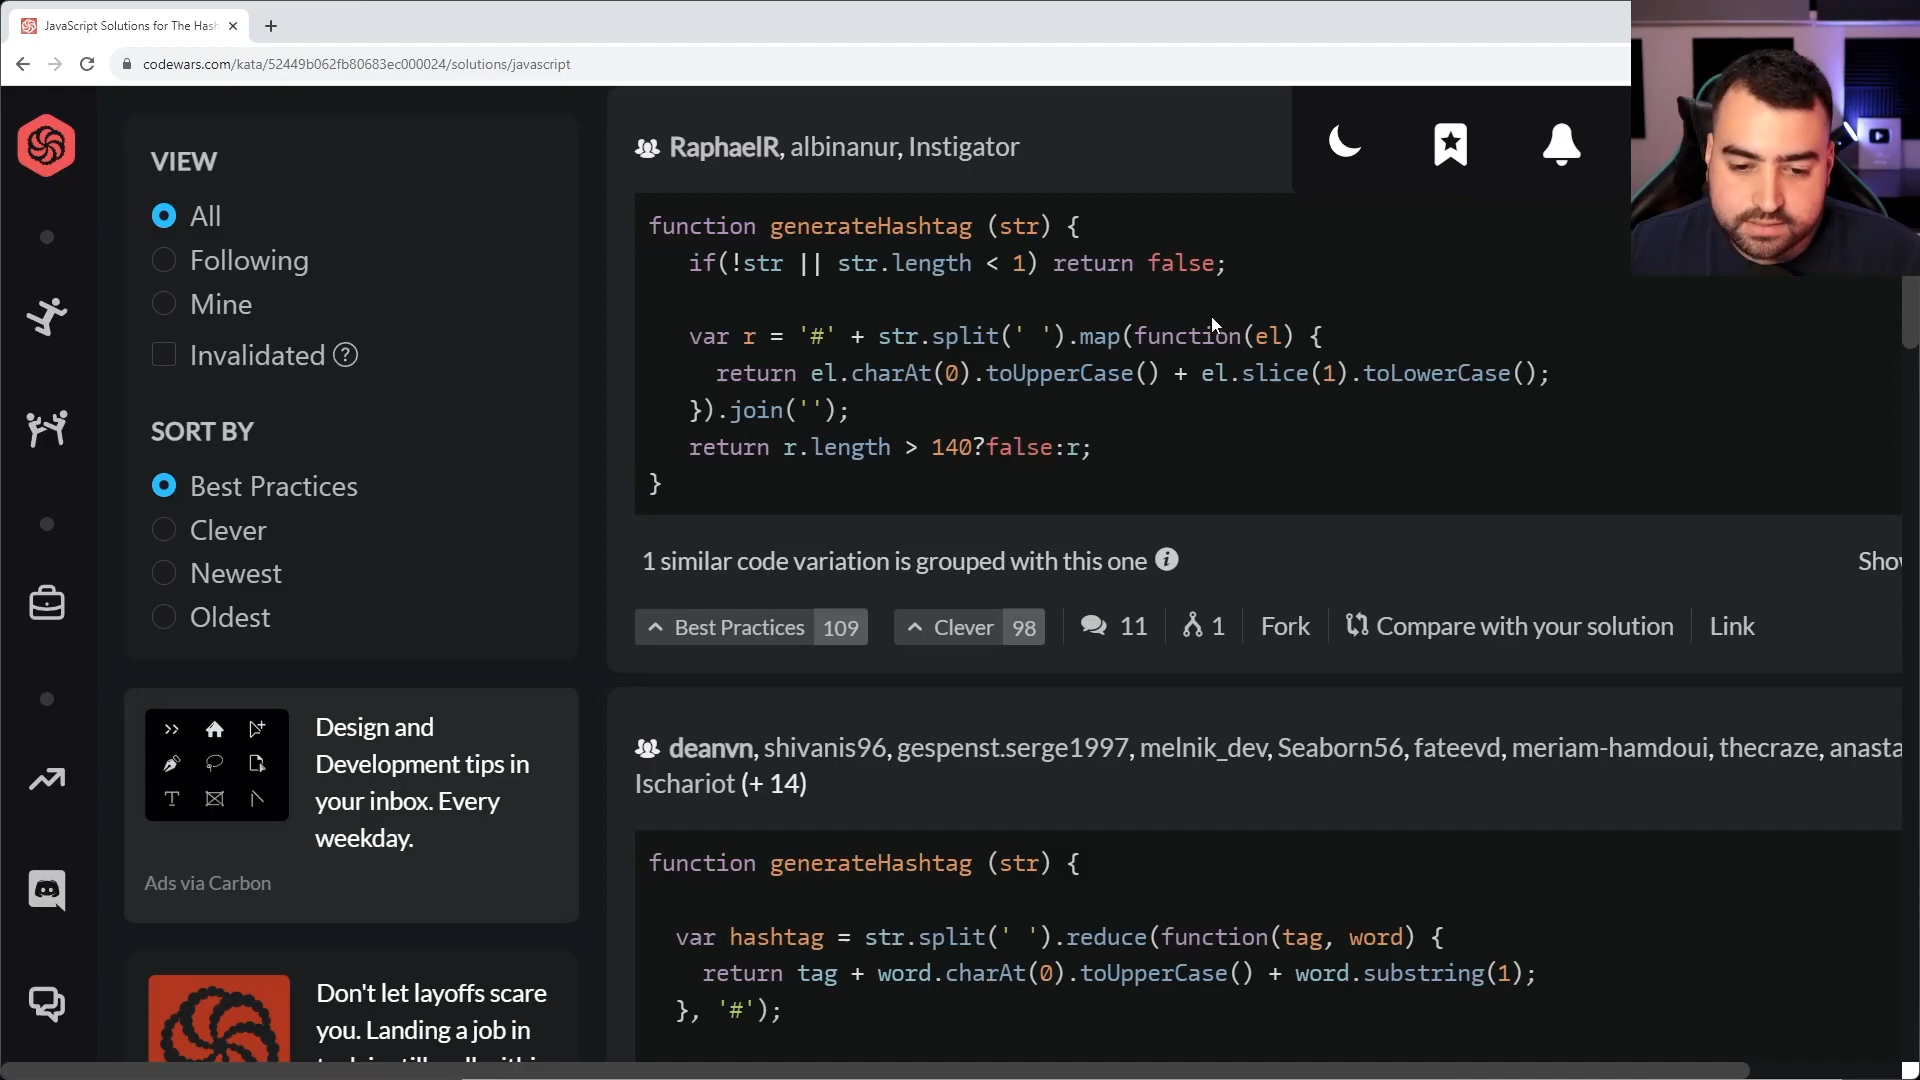 JavaScript Solutions for The Hash
codewars.com/kata/52449b062fb80683ec000024/solutions/javascript
VIEW
All
Following
Mine
Invalidated ?
SORT BY
Best Practices
Clever
Newest
Oldest
Design and
Development tips in
your inbox. Every
weekday.
Ads via Carbon
Don't let layoffs scare
you. Landing a job in
RaphaelR, albinanur, Instigator
function generateHashtag (str) {
if(!str || str.length < 1) return false;
var r = '#' + str.split(' ').map(function(el) {
return el.charAt(0).toUpperCase() + el.slice(1).toLowerCase();
}).join('');
return r.length > 140?false:r;
}
1 similar code variation is grouped with this one i
Show
Best Practices 109 Clever 98 11 1 Fork Compare with your solution Link
deanvn, shivanis96, gespenst.serge1997, melnik_dev, Seaborn56, fateevd, meriam-hamdoui, thecraze, anasta
Ischariot (+ 14)
function generateHashtag (str) {
var hashtag = str.split(' ').reduce(function(tag, word) {
return tag + word.charAt(0).toUpperCase() + word.substring(1);
}, '#');